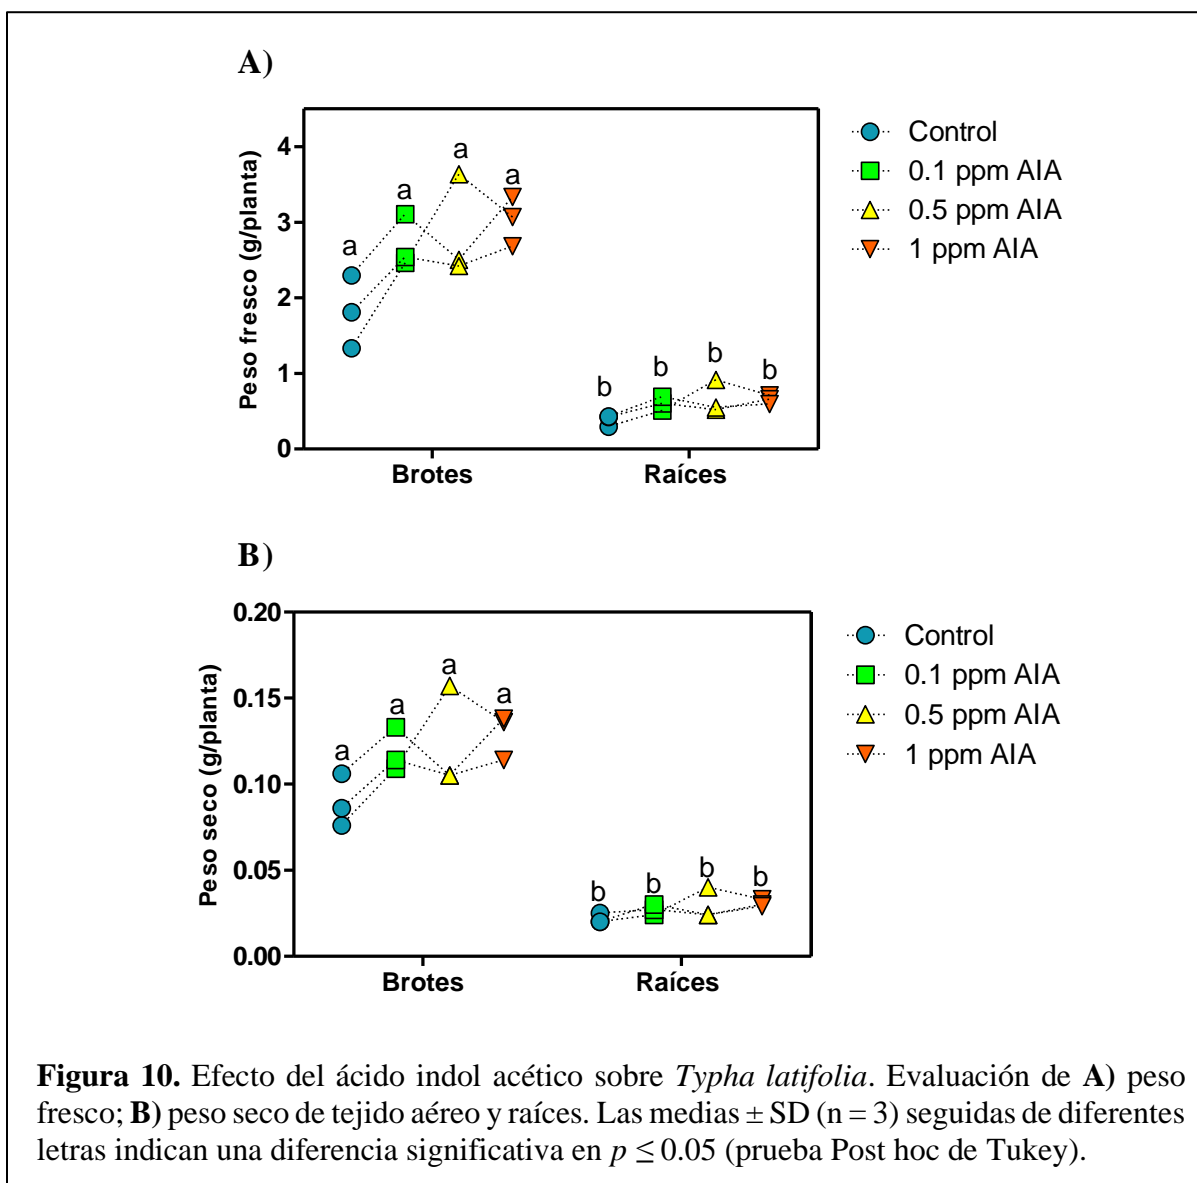 A)
Peso fresco (g/planta)
4
3
2
1
0
a
a
a
a
b
b
b
b
Brotes
Raíces
Control
0.1 ppm AIA
0.5 ppm AIA
1 ppm AIA
B)
Peso seco (g/planta)
0.20
0.15
0.10
0.05
0.00
a
a
a
a
b
b
b
b
Brotes
Raíces
Control
0.1 ppm AIA
0.5 ppm AIA
1 ppm AIA
Figura 10. Efecto del ácido indol acético sobre Typha latifolia. Evaluación de A) peso
fresco; B) peso seco de tejido aéreo y raíces. Las medias ± SD (n = 3) seguidas de diferentes
letras indican una diferencia significativa en p ≤ 0.05 (prueba Post hoc de Tukey).